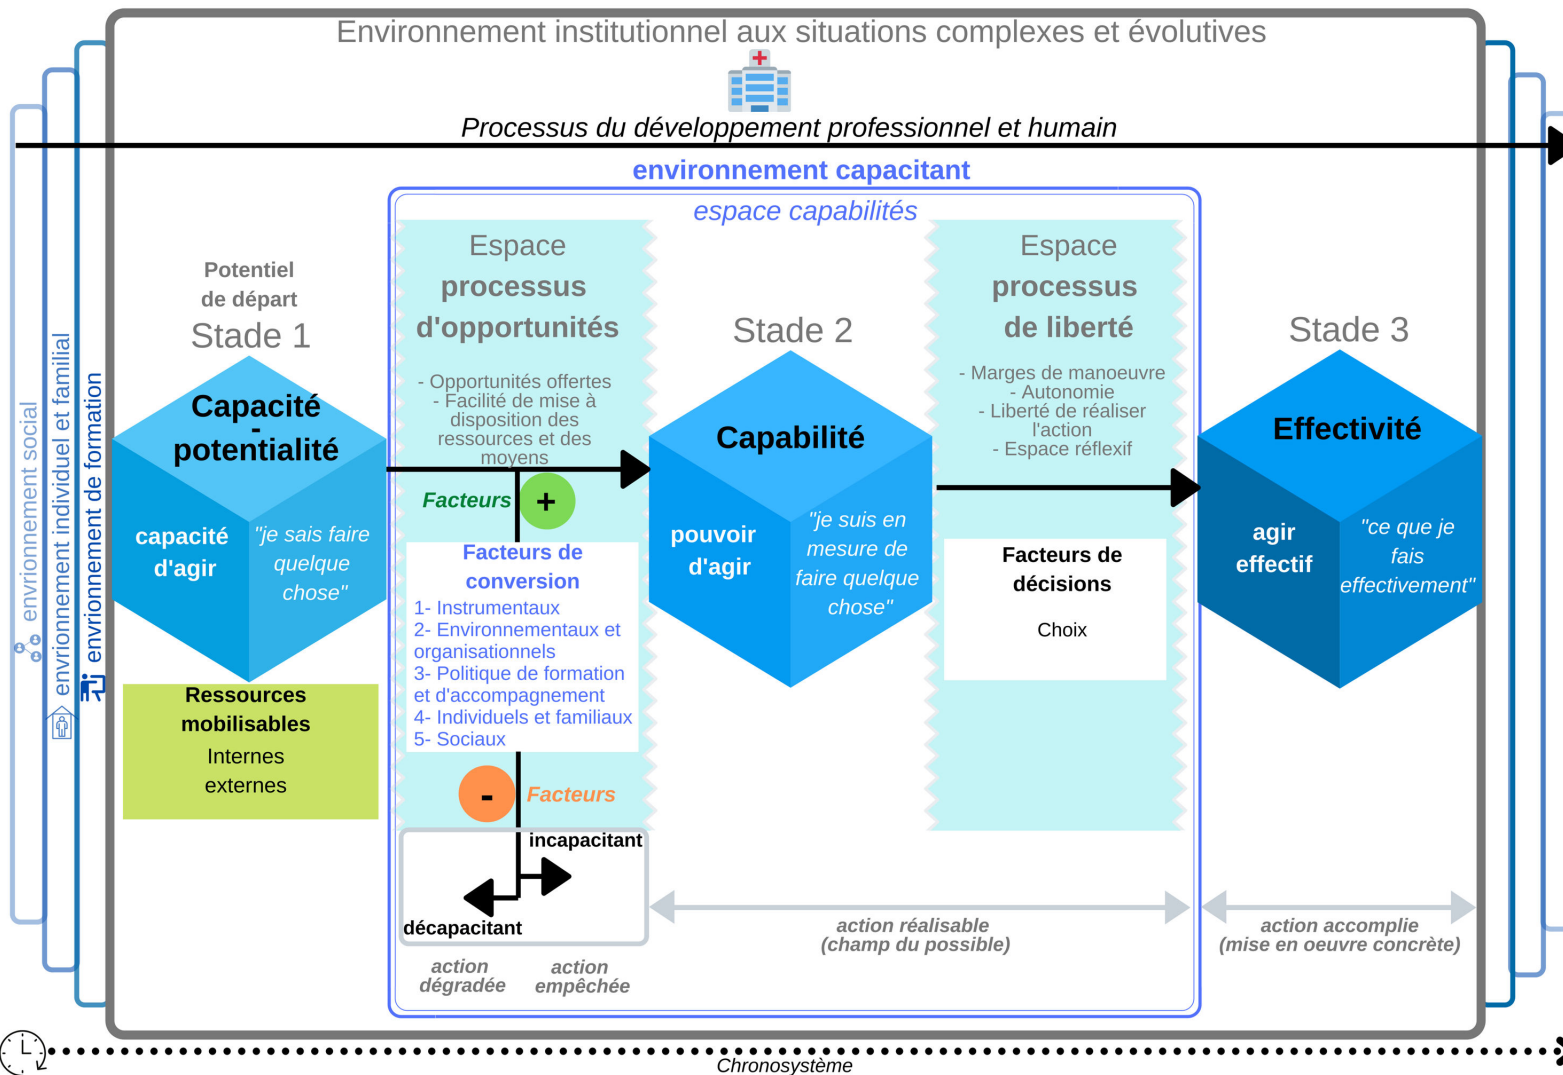 Environnement institutionnel aux situations complexes et évolutives
Processus du développement professionnel et humain
environnement capacitant
espace capabilités
envrionnement social
envrionnement individuel et familial
envrionnement de formation
Potentiel
de départ
Stade 1
Capacité
-
potentialité
capacité
d'agir
"je sais faire
quelque
chose"
Ressources
mobilisables
Internes
externes
Espace
processus
d'opportunités
- Opportunités offertes
- Facilité de mise à
disposition des
ressources et des
moyens
Facteurs
+
Facteurs de
conversion
1- Instrumentaux
2- Environnementaux et
organisationnels
3- Politique de formation
et d'accompagnement
4- Individuels et familiaux
5- Sociaux
-
Facteurs
incapacitant
décapacitant
action
dégradée
action
empêchée
Stade 2
Capabilité
pouvoir
d'agir
"je suis en
mesure de
faire quelque
chose"
Espace
processus
de liberté
- Marges de manoeuvre
- Autonomie
- Liberté de réaliser
l'action
- Espace réflexif
Facteurs de
décisions
Choix
action réalisable
(champ du possible)
Stade 3
Effectivité
agir
effectif
"ce que je
fais
effectivement"
action accomplie
(mise en oeuvre concrète)
Chronosystème